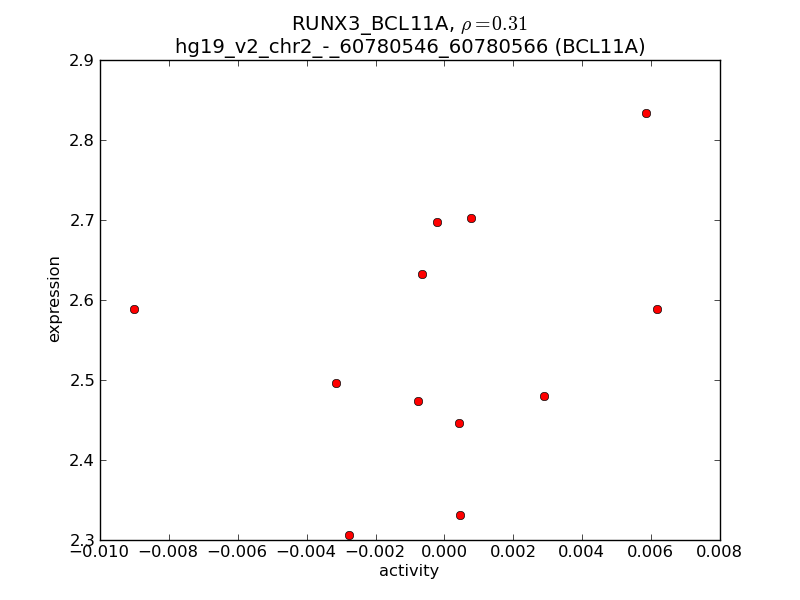 RUNX3_BCL11A, ρ=0.31
hg19_v2_chr2_-_60780546_60780566 (BCL11A)
2.9
2.8
2.7
2.6
2.5
2.4
2.3
expression
−0.010 −0.008 −0.006 −0.004 −0.002 0.000 0.002 0.004 0.006 0.008
activity